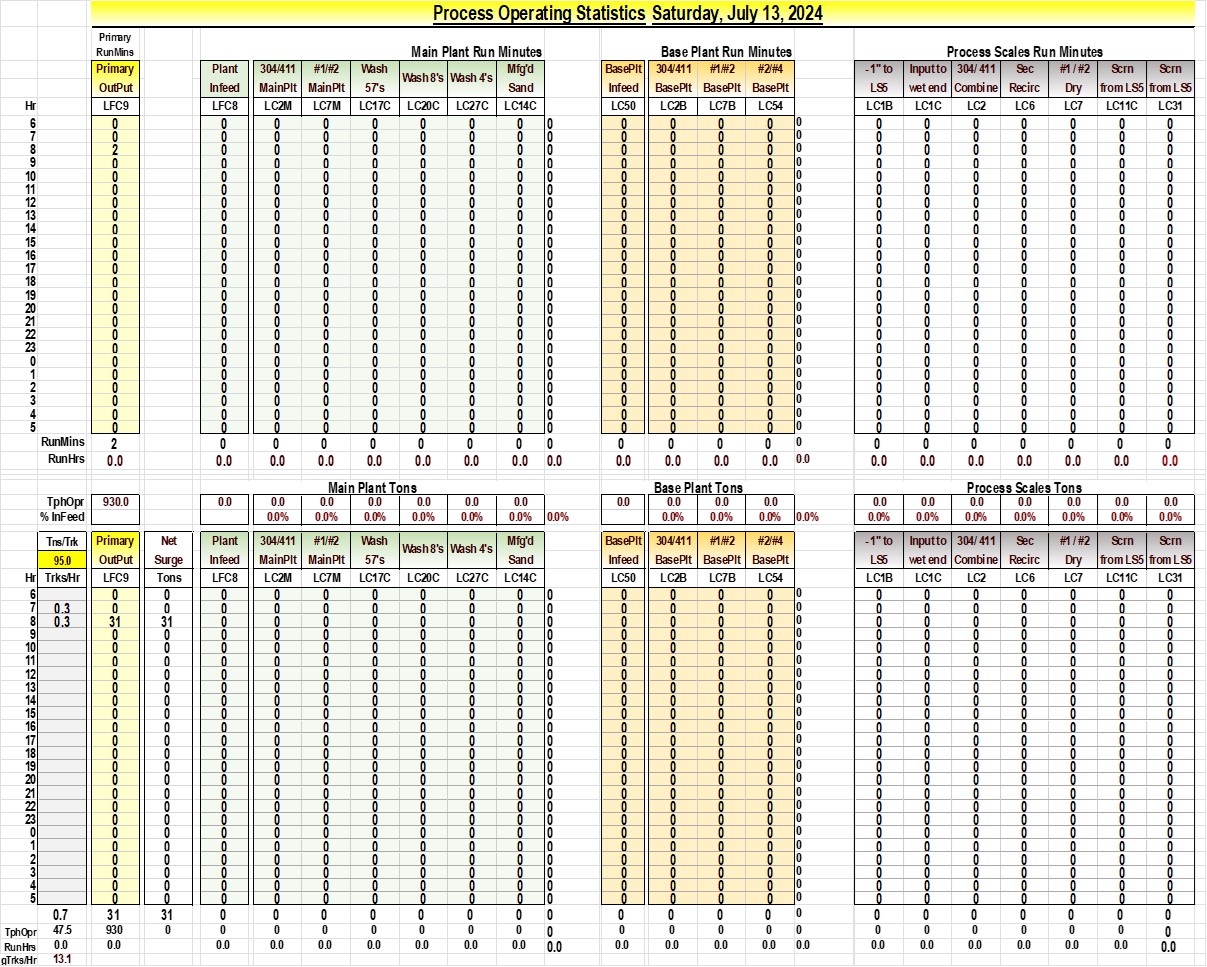 Process Operating Statistics Saturday, July 13, 2024
Primary
RunMins Main Plant Run Minutes Base Plant Run Minutes Process Scales Run Minutes
Primary Plant 304/411 #1/#2 Wash Wash 8's Wash 4's Mfg'd BasePlt 304/411 #1/#2 #2/#4 -1" to Input to 304/ 411 Sec #1 / #2 Scrn Scrn
OutPut Infeed MainPlt MainPlt 57's Sand Infeed BasePlt BasePlt BasePlt LS5 wet end Combine Recirc Dry from LS5 from LS5
Hr LFC9 LFC8 LC2M LC7M LC17C LC20C LC27C LC14C LC50 LC2B LC7B LC54 LC1B LC1C LC2 LC6 LC7 LC11C LC31
6 0 0 0 0 0 0 0 0 0 0 0 0 0 0 0 0 0 0 0 0 0 0
7 0 0 0 0 0 0 0 0 0 0 0 0 0 0 0 0 0 0 0 0 0 0
8 2 0 0 0 0 0 0 0 0 0 0 0 0 0 0 0 0 0 0 0 0 0
9 0 0 0 0 0 0 0 0 0 0 0 0 0 0 0 0 0 0 0 0 0 0
10 0 0 0 0 0 0 0 0 0 0 0 0 0 0 0 0 0 0 0 0 0 0
11 0 0 0 0 0 0 0 0 0 0 0 0 0 0 0 0 0 0 0 0 0 0
12 0 0 0 0 0 0 0 0 0 0 0 0 0 0 0 0 0 0 0 0 0 0
13 0 0 0 0 0 0 0 0 0 0 0 0 0 0 0 0 0 0 0 0 0 0
14 0 0 0 0 0 0 0 0 0 0 0 0 0 0 0 0 0 0 0 0 0 0
15 0 0 0 0 0 0 0 0 0 0 0 0 0 0 0 0 0 0 0 0 0 0
16 0 0 0 0 0 0 0 0 0 0 0 0 0 0 0 0 0 0 0 0 0 0
17 0 0 0 0 0 0 0 0 0 0 0 0 0 0 0 0 0 0 0 0 0 0
18 0 0 0 0 0 0 0 0 0 0 0 0 0 0 0 0 0 0 0 0 0 0
19 0 0 0 0 0 0 0 0 0 0 0 0 0 0 0 0 0 0 0 0 0 0
20 0 0 0 0 0 0 0 0 0 0 0 0 0 0 0 0 0 0 0 0 0 0
21 0 0 0 0 0 0 0 0 0 0 0 0 0 0 0 0 0 0 0 0 0 0
22 0 0 0 0 0 0 0 0 0 0 0 0 0 0 0 0 0 0 0 0 0 0
23 0 0 0 0 0 0 0 0 0 0 0 0 0 0 0 0 0 0 0 0 0 0
0 0 0 0 0 0 0 0 0 0 0 0 0 0 0 0 0 0 0 0 0 0 0
1 0 0 0 0 0 0 0 0 0 0 0 0 0 0 0 0 0 0 0 0 0 0
2 0 0 0 0 0 0 0 0 0 0 0 0 0 0 0 0 0 0 0 0 0 0
3 0 0 0 0 0 0 0 0 0 0 0 0 0 0 0 0 0 0 0 0 0 0
4 0 0 0 0 0 0 0 0 0 0 0 0 0 0 0 0 0 0 0 0 0 0
5 0 0 0 0 0 0 0 0 0 0 0 0 0 0 0 0 0 0 0 0 0 0
RunMins 2 0 0 0 0 0 0 0 0 0 0 0 0 0 0 0 0 0 0 0 0 0
RunHrs 0.0 0.0 0.0 0.0 0.0 0.0 0.0 0.0 0.0 0.0 0.0 0.0 0.0 0.0 0.0 0.0 0.0 0.0 0.0 0.0 0.0 0.0
Main Plant Tons Base Plant Tons Process Scales Tons
TphOpr 930.0 0.0 0.0 0.0 0.0 0.0 0.0 0.0 0.0 0.0 0.0 0.0 0.0 0.0 0.0 0.0 0.0 0.0 0.0
% InFeed 0.0% 0.0% 0.0% 0.0% 0.0% 0.0% 0.0% 0.0% 0.0% 0.0% 0.0% 0.0% 0.0% 0.0% 0.0% 0.0% 0.0% 0.0%
Tns/Trk Primary Net Plant 304/411 #1/#2 Wash Wash 8's Wash 4's Mfg'd BasePlt 304/411 #1/#2 #2/#4 -1" to Input to 304/ 411 Sec #1 / #2 Scrn Scrn
95.0 OutPut Surge Infeed MainPlt MainPlt 57's Sand Infeed BasePlt BasePlt BasePlt LS5 wet end Combine Recirc Dry from LS5 from LS5
Hr Trks/Hr LFC9 Tons LFC8 LC2M LC7M LC17C LC20C LC27C LC14C LC50 LC2B LC7B LC54 LC1B LC1C LC2 LC6 LC7 LC11C LC31
6 0 0 0 0 0 0 0 0 0 0 0 0 0 0 0 0 0 0 0 0 0 0 0
7 0.3 0 0 0 0 0 0 0 0 0 0 0 0 0 0 0 0 0 0 0 0 0 0 0
8 0.3 31 31 0 0 0 0 0 0 0 0 0 0 0 0 0 0 0 0 0 0 0 0 0
9 0 0 0 0 0 0 0 0 0 0 0 0 0 0 0 0 0 0 0 0 0 0 0
10 0 0 0 0 0 0 0 0 0 0 0 0 0 0 0 0 0 0 0 0 0 0 0
11 0 0 0 0 0 0 0 0 0 0 0 0 0 0 0 0 0 0 0 0 0 0 0
12 0 0 0 0 0 0 0 0 0 0 0 0 0 0 0 0 0 0 0 0 0 0 0
13 0 0 0 0 0 0 0 0 0 0 0 0 0 0 0 0 0 0 0 0 0 0 0
14 0 0 0 0 0 0 0 0 0 0 0 0 0 0 0 0 0 0 0 0 0 0 0
15 0 0 0 0 0 0 0 0 0 0 0 0 0 0 0 0 0 0 0 0 0 0 0
16 0 0 0 0 0 0 0 0 0 0 0 0 0 0 0 0 0 0 0 0 0 0 0
17 0 0 0 0 0 0 0 0 0 0 0 0 0 0 0 0 0 0 0 0 0 0 0
18 0 0 0 0 0 0 0 0 0 0 0 0 0 0 0 0 0 0 0 0 0 0 0
19 0 0 0 0 0 0 0 0 0 0 0 0 0 0 0 0 0 0 0 0 0 0 0
20 0 0 0 0 0 0 0 0 0 0 0 0 0 0 0 0 0 0 0 0 0 0 0
21 0 0 0 0 0 0 0 0 0 0 0 0 0 0 0 0 0 0 0 0 0 0 0
22 0 0 0 0 0 0 0 0 0 0 0 0 0 0 0 0 0 0 0 0 0 0 0
23 0 0 0 0 0 0 0 0 0 0 0 0 0 0 0 0 0 0 0 0 0 0 0
0 0 0 0 0 0 0 0 0 0 0 0 0 0 0 0 0 0 0 0 0 0 0 0
1 0 0 0 0 0 0 0 0 0 0 0 0 0 0 0 0 0 0 0 0 0 0 0
2 0 0 0 0 0 0 0 0 0 0 0 0 0 0 0 0 0 0 0 0 0 0 0
3 0 0 0 0 0 0 0 0 0 0 0 0 0 0 0 0 0 0 0 0 0 0 0
4 0 0 0 0 0 0 0 0 0 0 0 0 0 0 0 0 0 0 0 0 0 0 0
5 0 0 0 0 0 0 0 0 0 0 0 0 0 0 0 0 0 0 0 0 0 0 0
0.7 31 31 0 0 0 0 0 0 0 0 0 0 0 0 0 0 0 0 0 0 0 0 0
TphOpr 47.5 930 0 0 0 0 0 0 0 0 0 0 0 0 0 0 0 0 0 0 0 0 0 0
RunHrs 0.0 0.0 0.0 0.0 0.0 0.0 0.0 0.0 0.0 0.0 0.0 0.0 0.0 0.0 0.0 0.0 0.0 0.0 0.0 0.0 0.0 0.0 0.0
gTrks/Hr 13.1